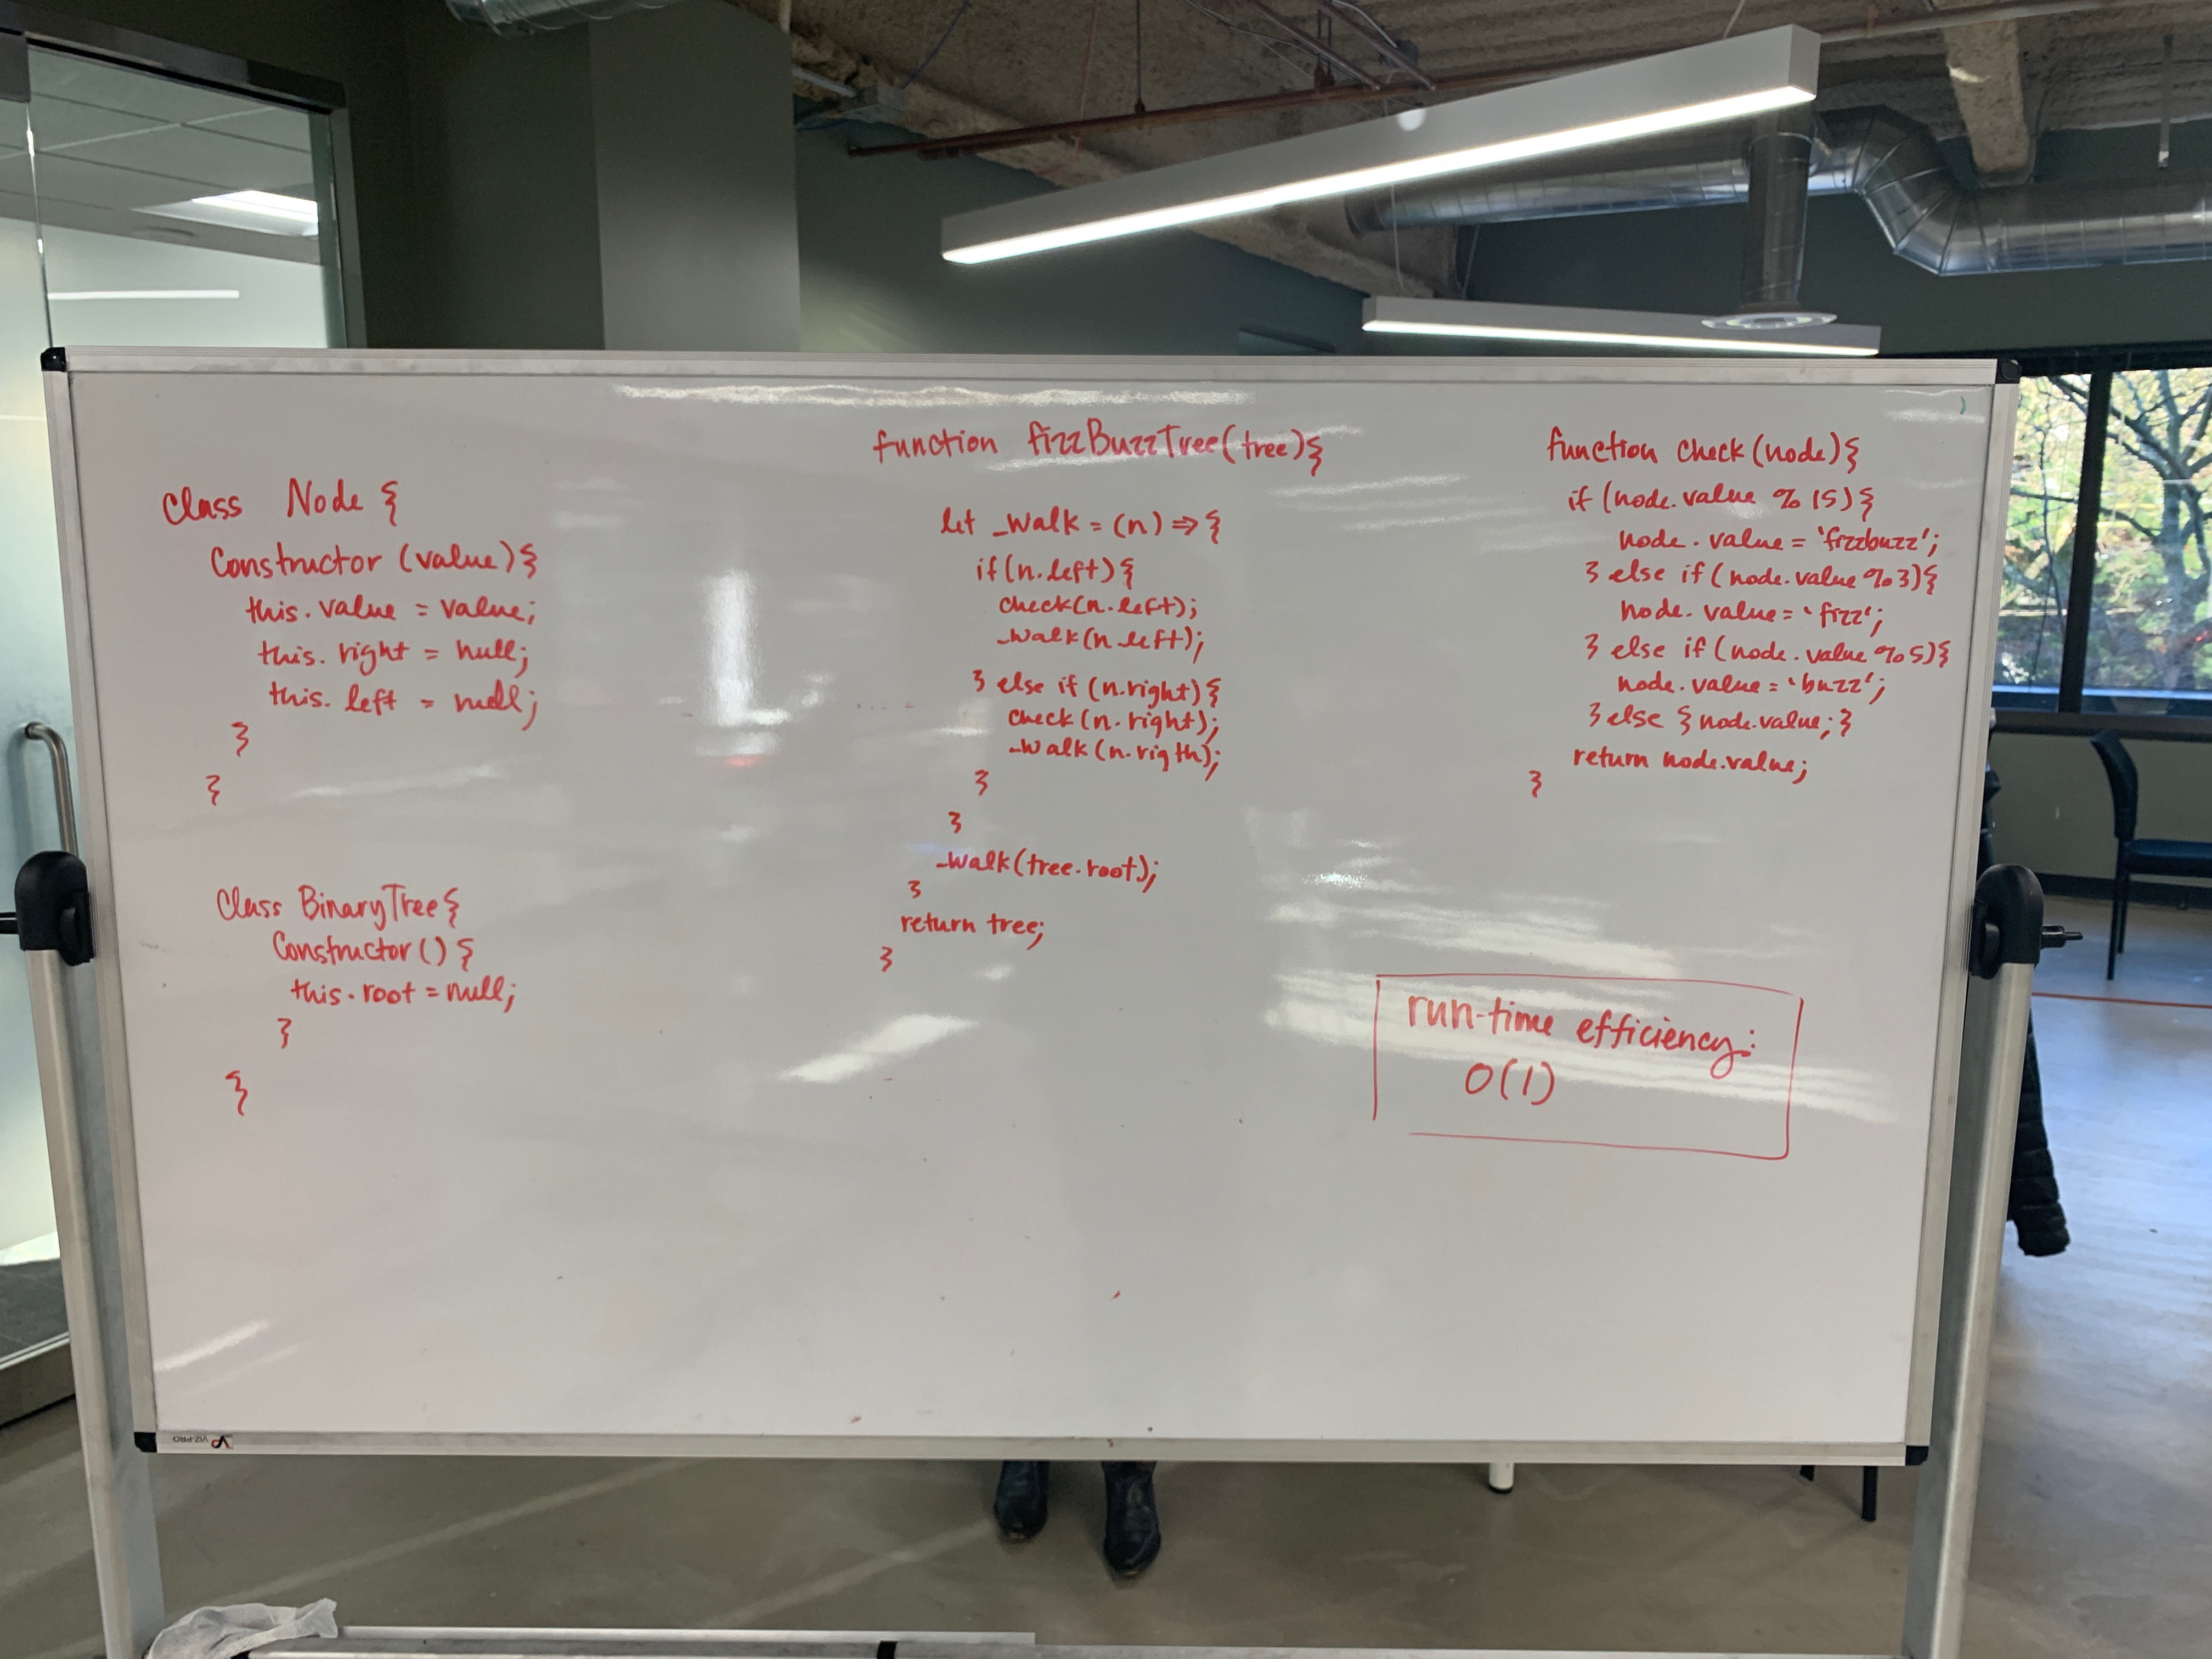 class Node {
constructor (value) {
this.value = value;
this.right = null;
this.left = null;
}
}
class BinaryTree {
constructor () {
this.root = null;
}
}
function fizzBuzzTree(tree) {
let _walk = (n) => {
if(n.left) {
check(n.left);
_walk(n.left);
} else if (n.right) {
check(n.right);
_walk(n.rigth);
}
}
_walk(tree.root);
}
return tree;
}
function check (node) {
if (node.value % 15) {
node.value = 'fizzbuzz';
} else if (node.value % 3) {
node.value = 'fizz';
} else if (node.value % 5) {
node.value = 'buzz';
} else { node.value; }
return node.value;
}
run-time efficiency:
O(1)
VIZ-PRO